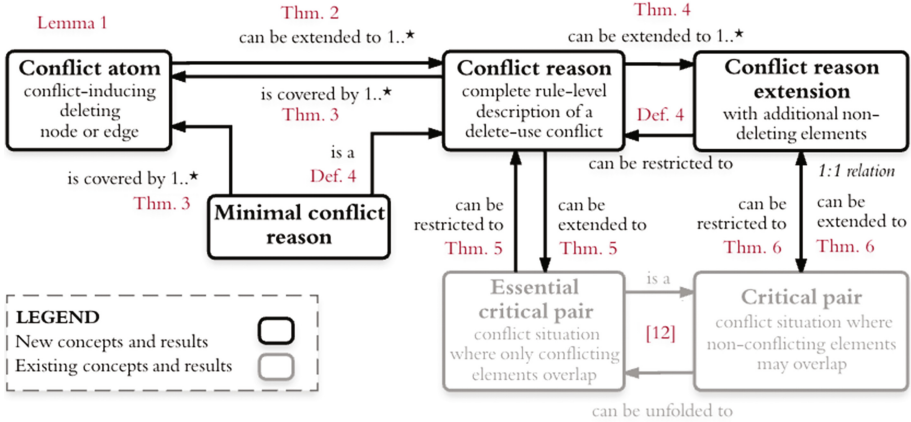 Lemma 1
Thm. 2
can be extended to 1..★
Thm. 4
can be extended to 1..★
Conflict atom
conflict-inducing
deleting
node or edge
is covered by 1..★
Thm. 3
Conflict reason
complete rule-level
description of a
delete-use conflict
Def. 4
can be restricted to
Conflict reason
extension
with additional non-
deleting elements
is covered by 1..★
Thm. 3
is a
Def. 4
Minimal conflict
reason
can be
restricted to
Thm. 5
can be
extended to
Thm. 5
1:1 relation
can be
restricted to
Thm. 6
can be
extended to
Thm. 6
LEGEND
New concepts and results
Existing concepts and results
Essential
critical pair
conflict situation
where only conflicting
elements overlap
is a
[12]
can be unfolded to
Critical pair
conflict situation where
non-conflicting elements
may overlap